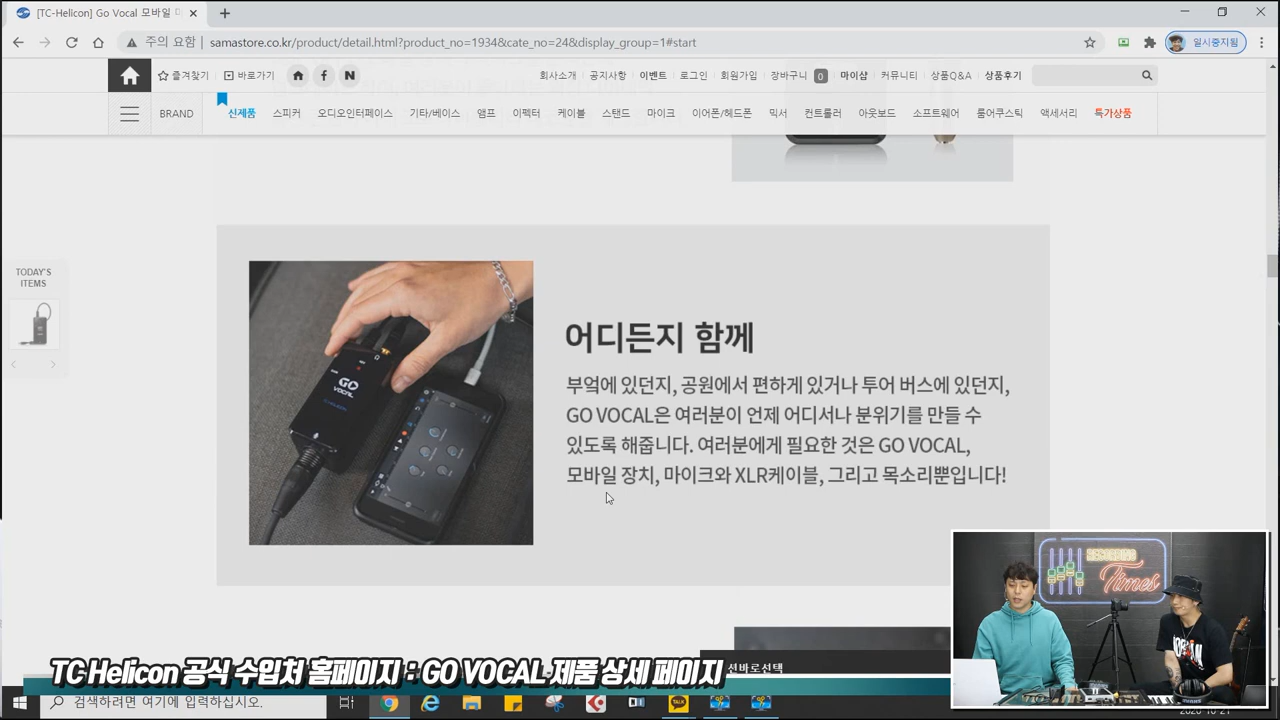 [TC-Helicon] Go Vocal 모바일
주의 요함
samastore.co.kr/product/detail.html?product_no=1934&cate_no=24&display_group=1#start
일시중지됨
즐겨찾기 바로가기
회사소개 공지사항 이벤트 로그인 회원가입 장바구니 0 마이샵 커뮤니티 상품Q&A 상품후기
BRAND 신제품 스피커 오디오인터페이스 기타/베이스 앰프 이펙터 케이블 스탠드 마이크 이어폰/헤드폰 믹서 컨트롤러 아웃보드 소프트웨어 룸어쿠스틱 액세서리 특가상품
TODAY'S
ITEMS
GO
VOCAL
어디든지 함께
부엌에 있던지, 공원에서 편하게 있거나 투어 버스에 있던지,
GO VOCAL은 여러분이 언제 어디서나 분위기를 만들 수
있도록 해줍니다. 여러분에게 필요한 것은 GO VOCAL,
모바일 장치, 마이크와 XLR케이블, 그리고 목소리뿐입니다!
RECORDING
Times
션바로선택
TC Helicon 공식 수입처 홈페이지 : GO VOCAL 제품 상세 페이지
검색하려면 여기에 입력하십시오.
TALK
2020-10-21